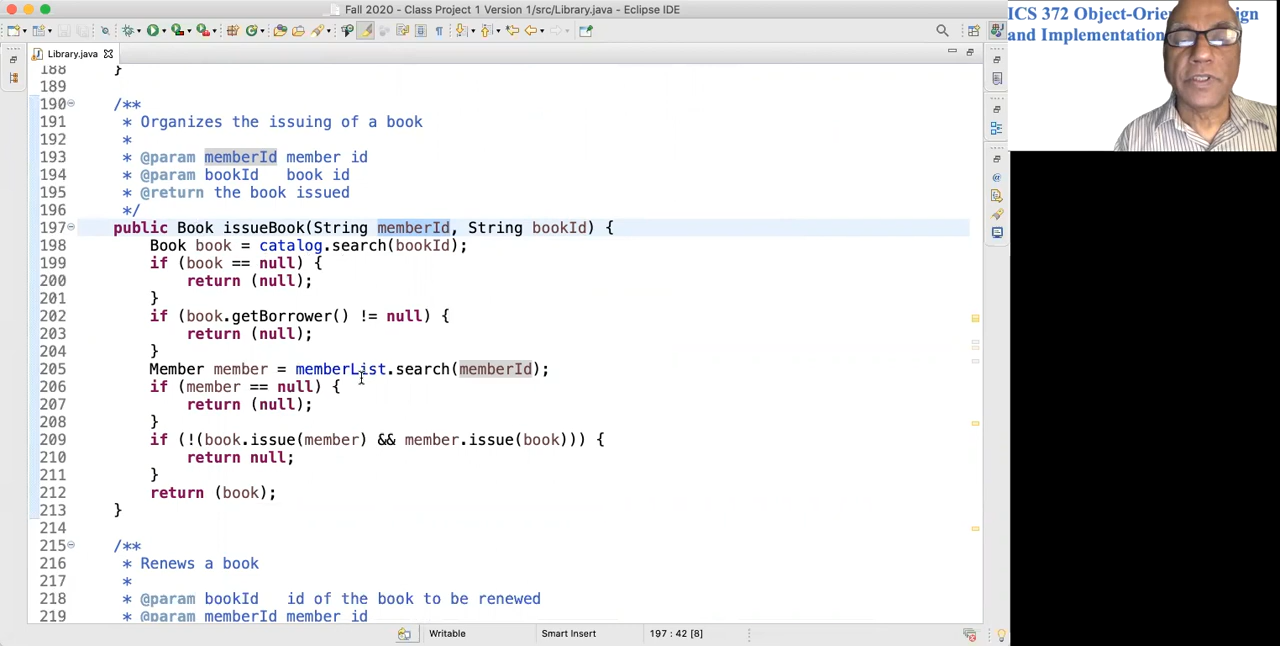 Fall 2020 - Class Project 1 Version 1/src/Library.java - Eclipse IDE
ICS 372 Object-Orie    ign
and Implementation
Library.java
188 }
189
190 /**
191 * Organizes the issuing of a book
192 *
193 * @param memberId member id
194 * @param bookId   book id
195 * @return the book issued
196 */
197 public Book issueBook(String memberId, String bookId) {
198 Book book = catalog.search(bookId);
199 if (book == null) {
200 return (null);
201 }
202 if (book.getBorrower() != null) {
203 return (null);
204 }
205 Member member = memberList.search(memberId);
206 if (member == null) {
207 return (null);
208 }
209 if (!(book.issue(member) && member.issue(book))) {
210 return null;
211 }
212 return (book);
213 }
214
215 /**
216 * Renews a book
217 *
218 * @param bookId   id of the book to be renewed
219 * @param memberId member id
Writable Smart Insert 197 : 42 [8]